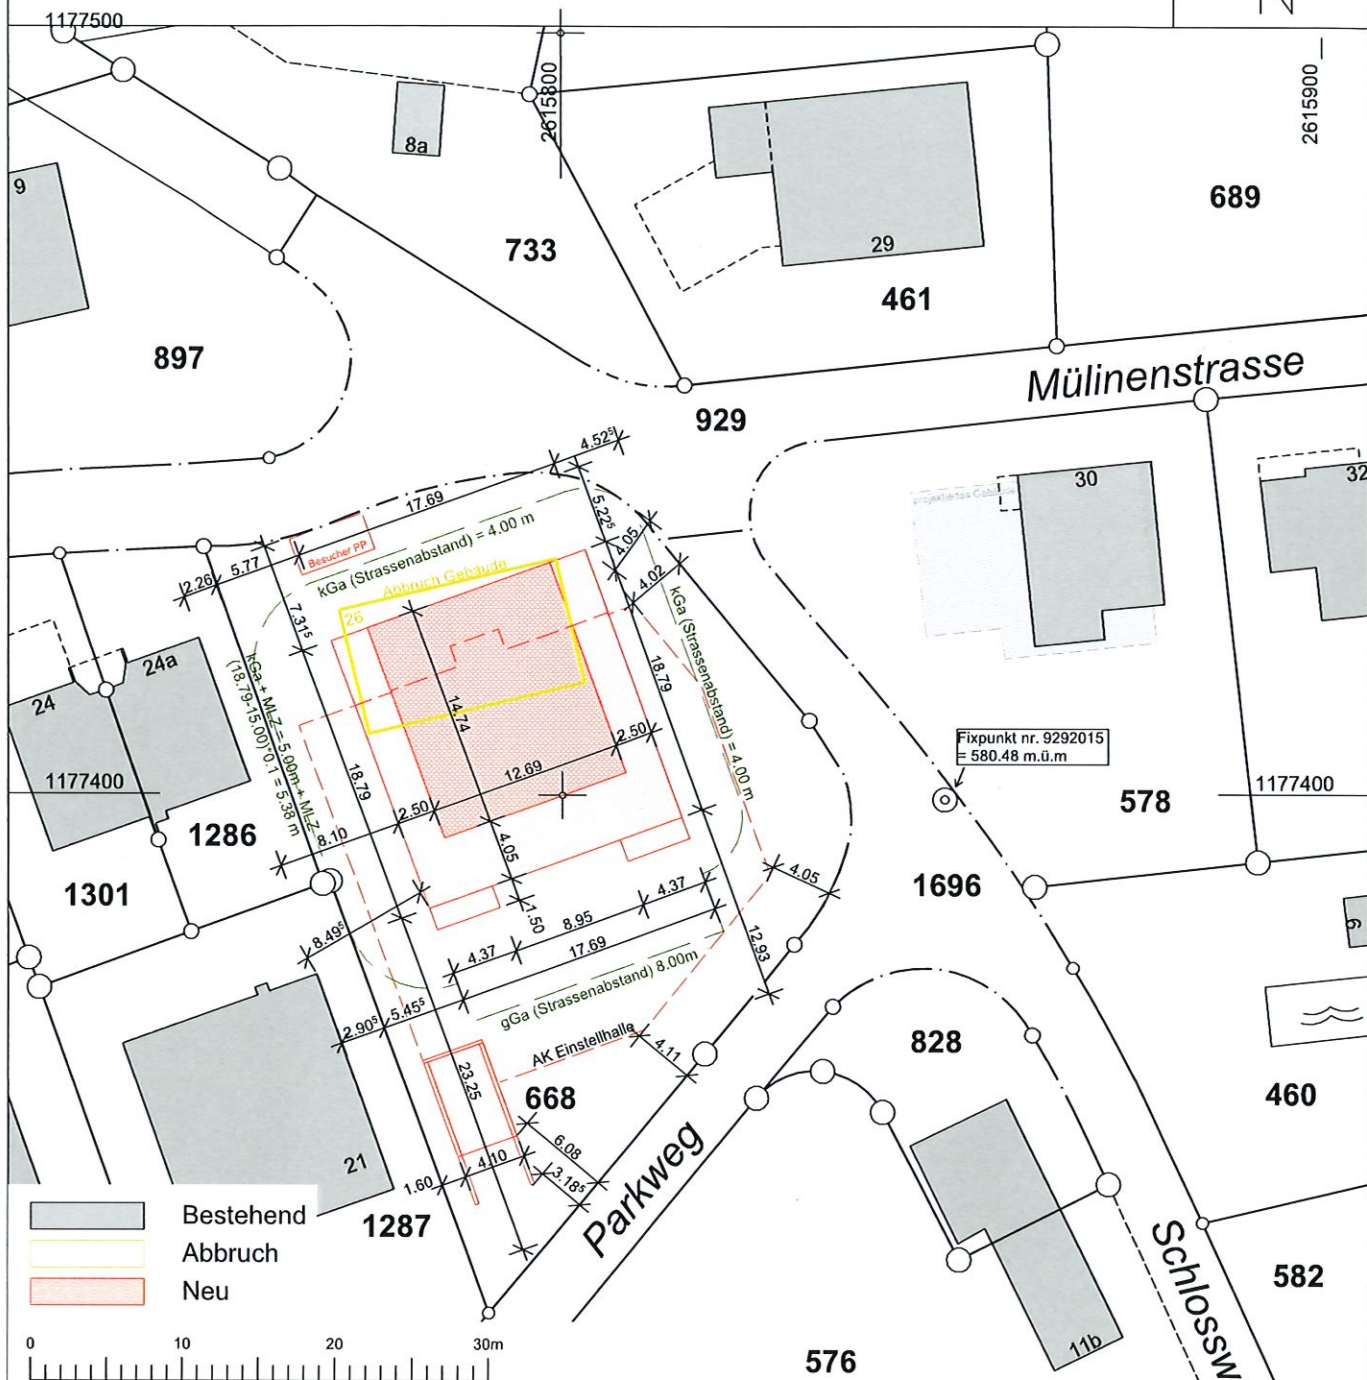 1177500
2615800
2615900
N
8a
9
29
689
733
461
897
Mülinenstrasse
929
4.52⁵
17.69
5.22⁵
4.05
kGa (Strassenabstand) = 4.00 m
Besucher PP
5.77
2.26
4.02
Abbruch Gebäude
26
7.31⁵
kGa (Strassenabstand) = 4.00 m
projektiertes Gebäude
30
32
24a
24
kGa + MLZ = 5.00m + MLZ
(18.79-15.00)*0.1 = 5.38 m
14.74
18.79
2.50
12.69
18.79
2.50
8.10
4.05
1.50
Fixpunkt nr. 9292015
= 580.48 m.ü.m
1177400
1177400
578
1286
1301
1696
4.05
4.37
8.95
4.37
17.69
12.93
8.49⁵
gGa (Strassenabstand) 8.00m
2.90⁵
5.45⁵
AK Einstellhalle
4.11
23.25
668
828
6
460
6.08
3.18⁵
4.10
1.60
21
1287
Parkweg
Schlossw
582
11b
576
Bestehend
Abbruch
Neu
0 10 20 30m